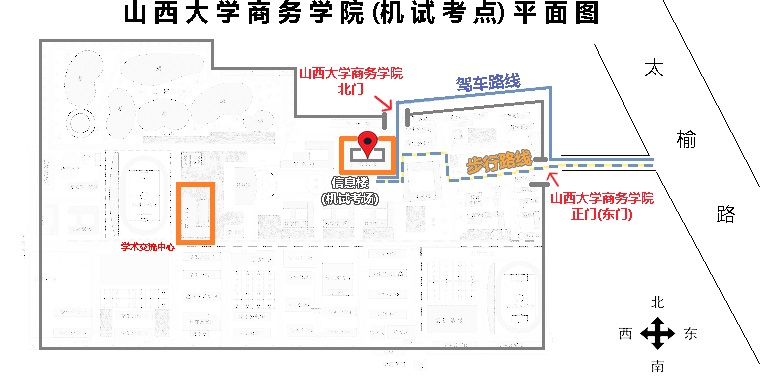 山西大学商务学院(机试考点)平面图
太
榆
路
山西大学商务学院
北门
驾车路线
步行路线
信息楼
(机试考场)
山西大学商务学院
正门(东门)
学术交流中心
北
西
东
南